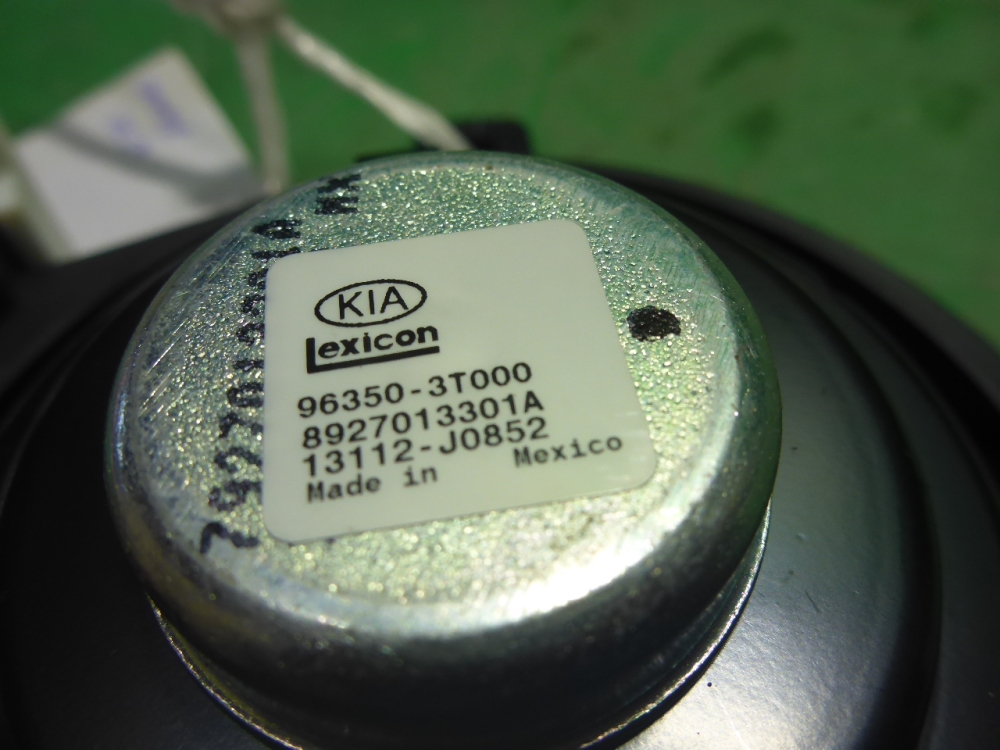 KIA
Lexicon
96350-3T000
8927013301A
13112-J0852
Made in Mexico